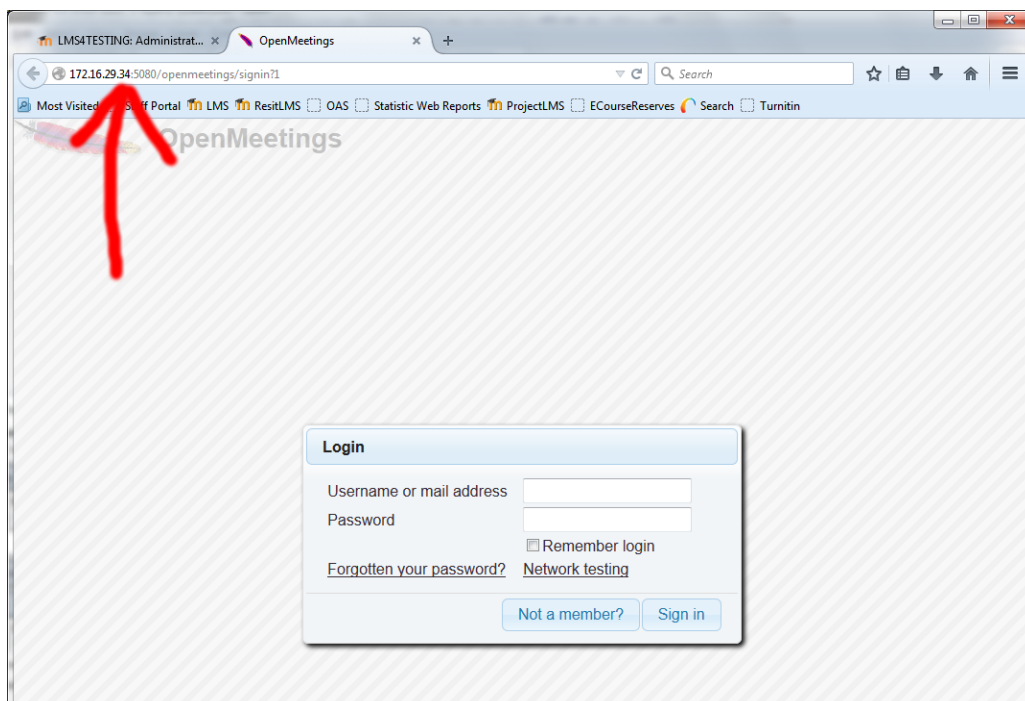 LMS4TESTING: Administrat...
OpenMeetings
172.16.29.34:5080/openmeetings/signin?1
Search
Most Visited Portal LMS ResitLMS OAS Statistic Web Reports ProjectLMS ECourseReserves Search Turnitin
OpenMeetings
Login
Username or mail address
Password
Remember login
Forgotten your password? Network testing
Not a member? Sign in